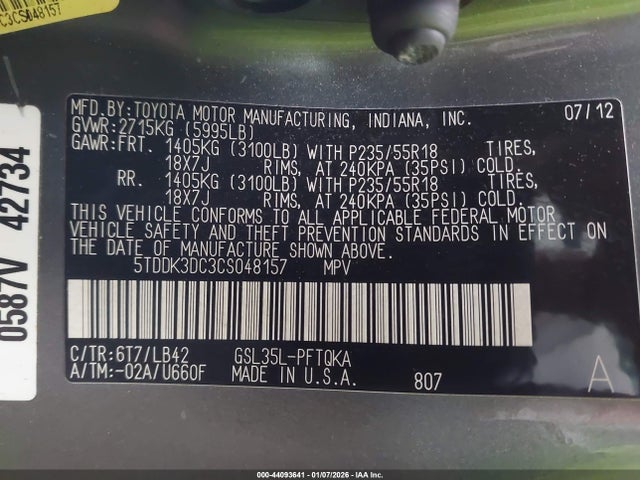 C3CS048157
0587V 42734
MFD.BY:TOYOTA MOTOR MANUFACTURING, INDIANA, INC. 07/12
GVWR:2715KG (5995LB)
GAWR:FRT. 1405KG (3100LB) WITH P235/55R18 TIRES,
18X7J RIMS, AT 240KPA (35PSI) COLD.
RR. 1405KG (3100LB) WITH P235/55R18 TIRES,
18X7J RIMS, AT 240KPA (35PSI) COLD.
THIS VEHICLE CONFORMS TO ALL APPLICABLE FEDERAL MOTOR
VEHICLE SAFETY THEFT PREVENTION STANDARDS IN EFFECT ON
THE DATE OF MANUFACTURE SHOWN ABOVE.
5TDDK3DC3CS048157 MPV
C/TR:6T7/LB42 GSL35L-PFTQKA
A/TM:-02A/U660F MADE IN U.S.A. 807 A
000-44093641 - 01/07/2026 - IAA Inc.